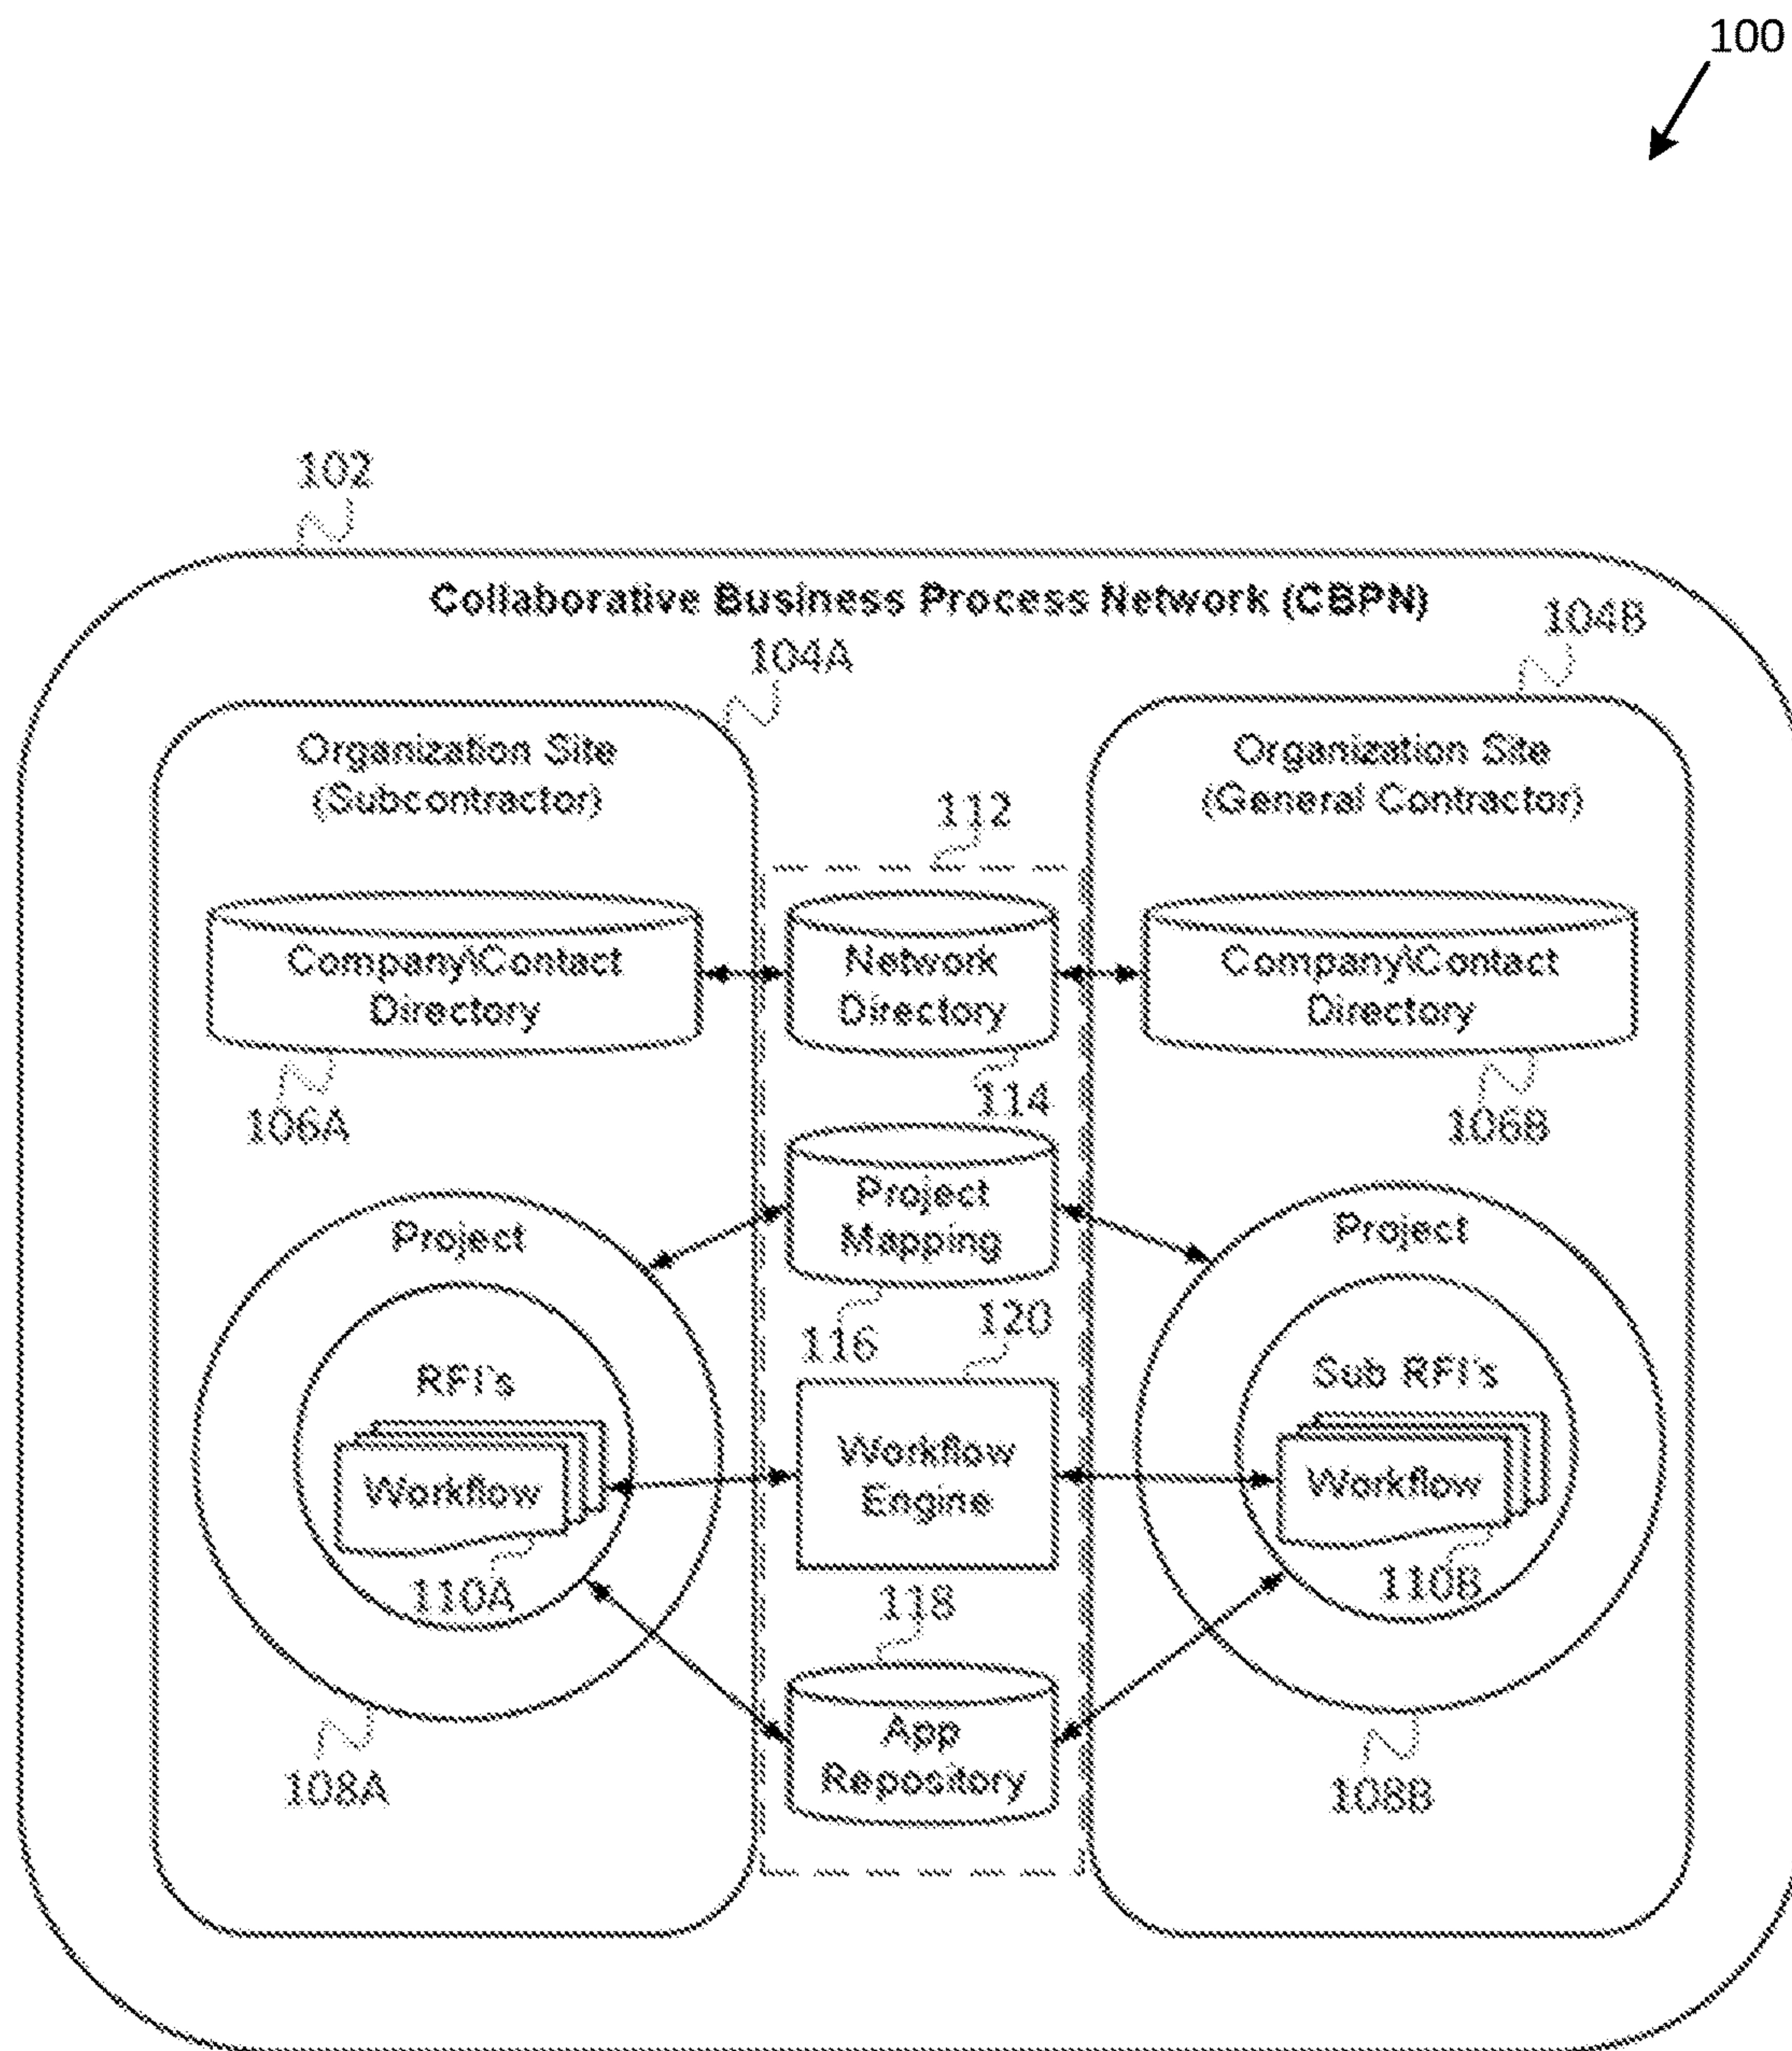 100
102
Collaborative Business Process Network (CBPN)
104A
104B
Organization Site
(Subcontractor)
Organization Site
(General Contractor)
112
Company\Contact
Directory
Network
Directory
Company\Contact
Directory
106A
114
106B
Project
Project
Mapping
Project
116
120
RFI's
Workflow
Workflow
Engine
Sub RFI's
Workflow
110A
110B
118
App
Repository
108A
108B